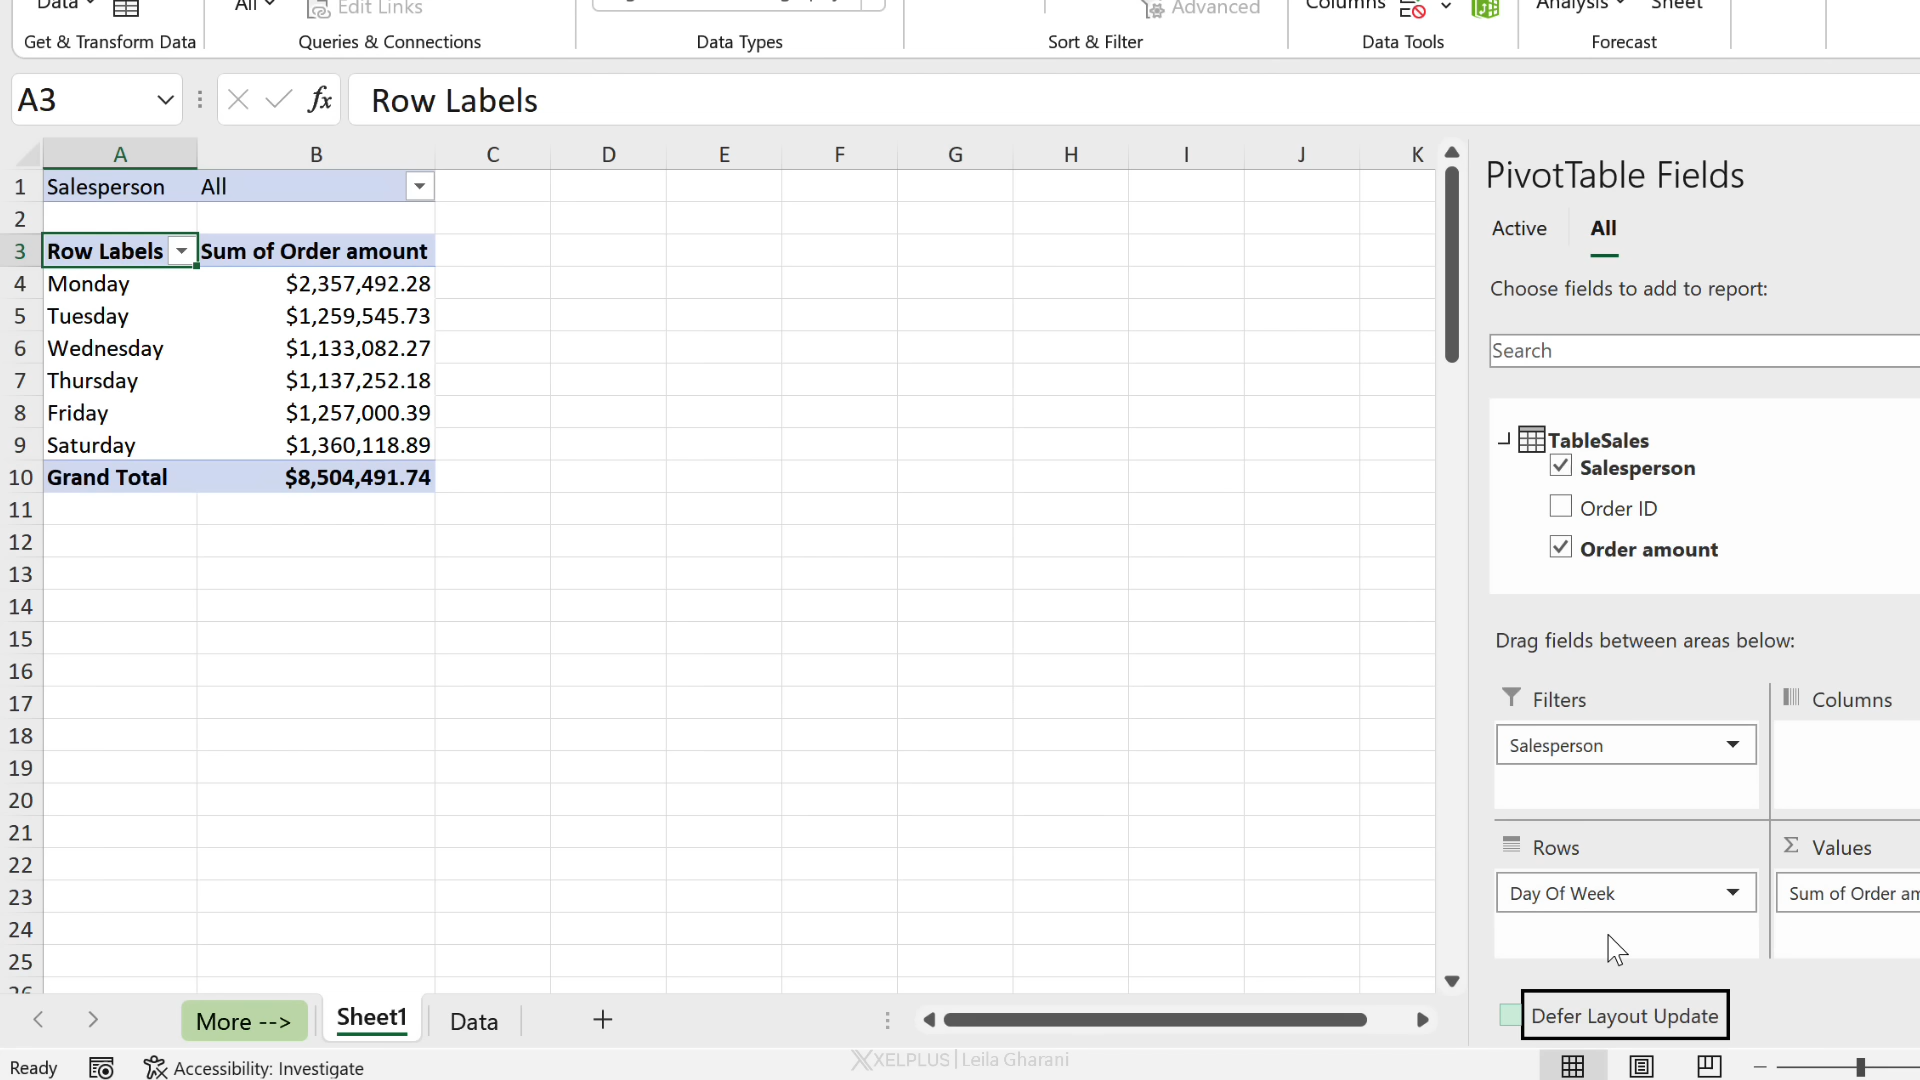 Data
All
Edit Links
Advanced
Columns
Analysis
Sheet
Get & Transform Data
Queries & Connections
Data Types
Sort & Filter
Data Tools
Forecast
A3
fx
Row Labels
A B C D E F G H I J K
1 Salesperson All
2
3 Row Labels Sum of Order amount
4 Monday $2,357,492.28
5 Tuesday $1,259,545.73
6 Wednesday $1,133,082.27
7 Thursday $1,137,252.18
8 Friday $1,257,000.39
9 Saturday $1,360,118.89
10 Grand Total $8,504,491.74
11
12
13
14
15
16
17
18
19
20
21
22
23
24
25
26
PivotTable Fields
Active All
Choose fields to add to report:
Search
TableSales
Salesperson
Order ID
Order amount
Drag fields between areas below:
Filters
Columns
Salesperson
Rows
Values
Day Of Week
Sum of Order am
Defer Layout Update
More -->
Sheet1
Data
Ready
Accessibility: Investigate
XELPLUS | Leila Gharani